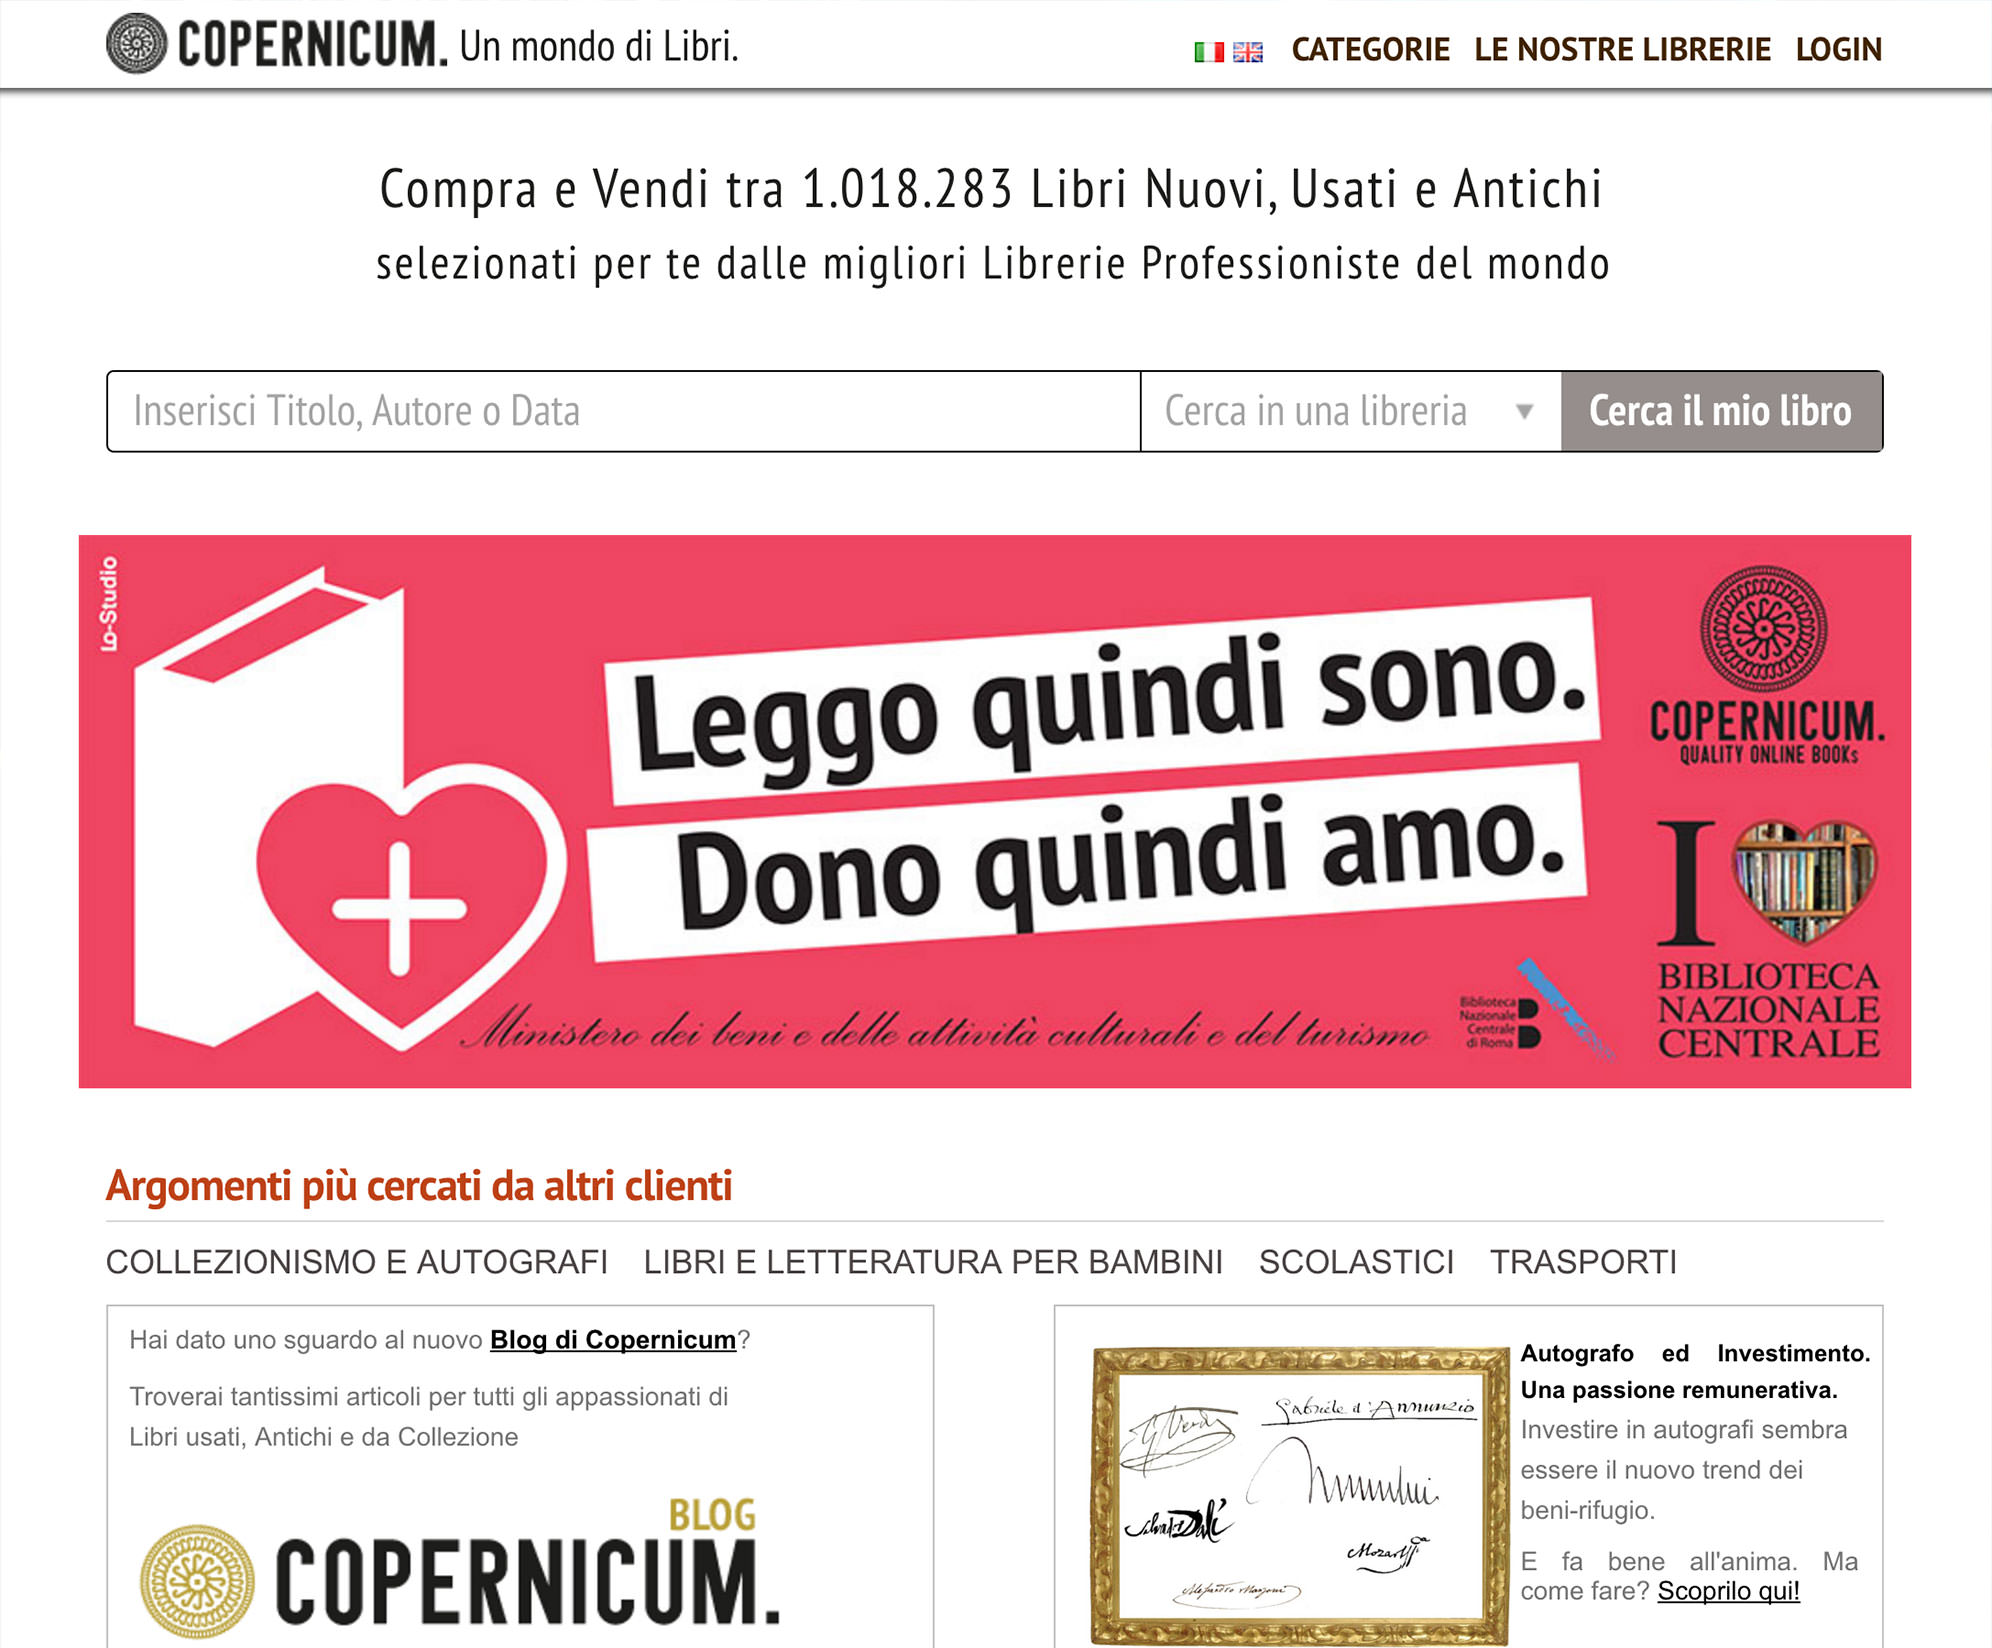 COPERNICUM. Un mondo di Libri.
CATEGORIE LE NOSTRE LIBRERIE LOGIN
Compra e Vendi tra 1.018.283 Libri Nuovi, Usati e Antichi
selezionati per te dalle migliori Librerie Professioniste del mondo
Inserisci Titolo, Autore o Data
Cerca in una libreria
Cerca il mio libro
Lo-Studio
Leggo quindi sono.
Dono quindi amo.
Ministero dei beni e delle attività culturali e del turismo
Biblioteca
Nazionale
Centrale
di Roma
COPERNICUM.
QUALITY ONLINE BOOKs
I
BIBLIOTECA
NAZIONALE
CENTRALE
Argomenti più cercati da altri clienti
COLLEZIONISMO E AUTOGRAFI LIBRI E LETTERATURA PER BAMBINI SCOLASTICI TRASPORTI
Hai dato uno sguardo al nuovo Blog di Copernicum?
Troverai tantissimi articoli per tutti gli appassionati di
Libri usati, Antichi e da Collezione
BLOG
COPERNICUM.
G Verdi
Gabriele d'Annunzio
Salvador Dalí
Mozart
Alessandro Manzoni
Autografo ed Investimento.
Una passione remunerativa.
Investire in autografi sembra
essere il nuovo trend dei
beni-rifugio.
E fa bene all'anima. Ma
come fare? Scoprilo qui!